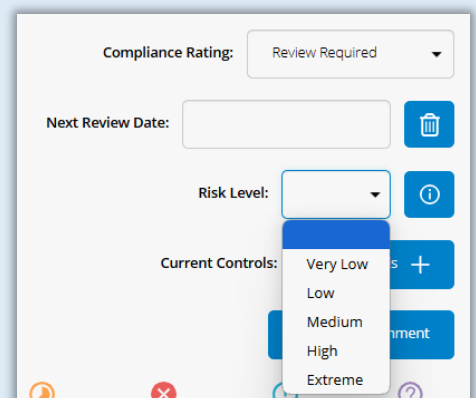 Compliance Rating: Review Required
Next Review Date:
Risk Level:
Current Controls:
Very Low
Low
Medium
High
Extreme